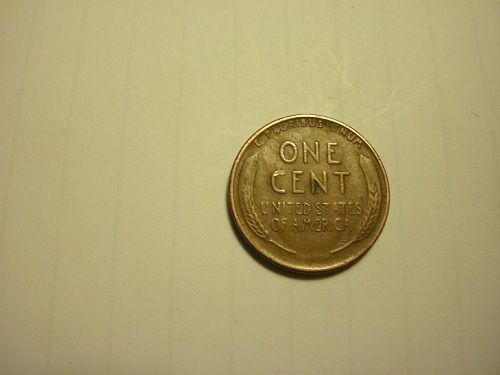 E·PLURIBUS·UNUM
ONE
CENT
UNITED STATES
OF AMERICA